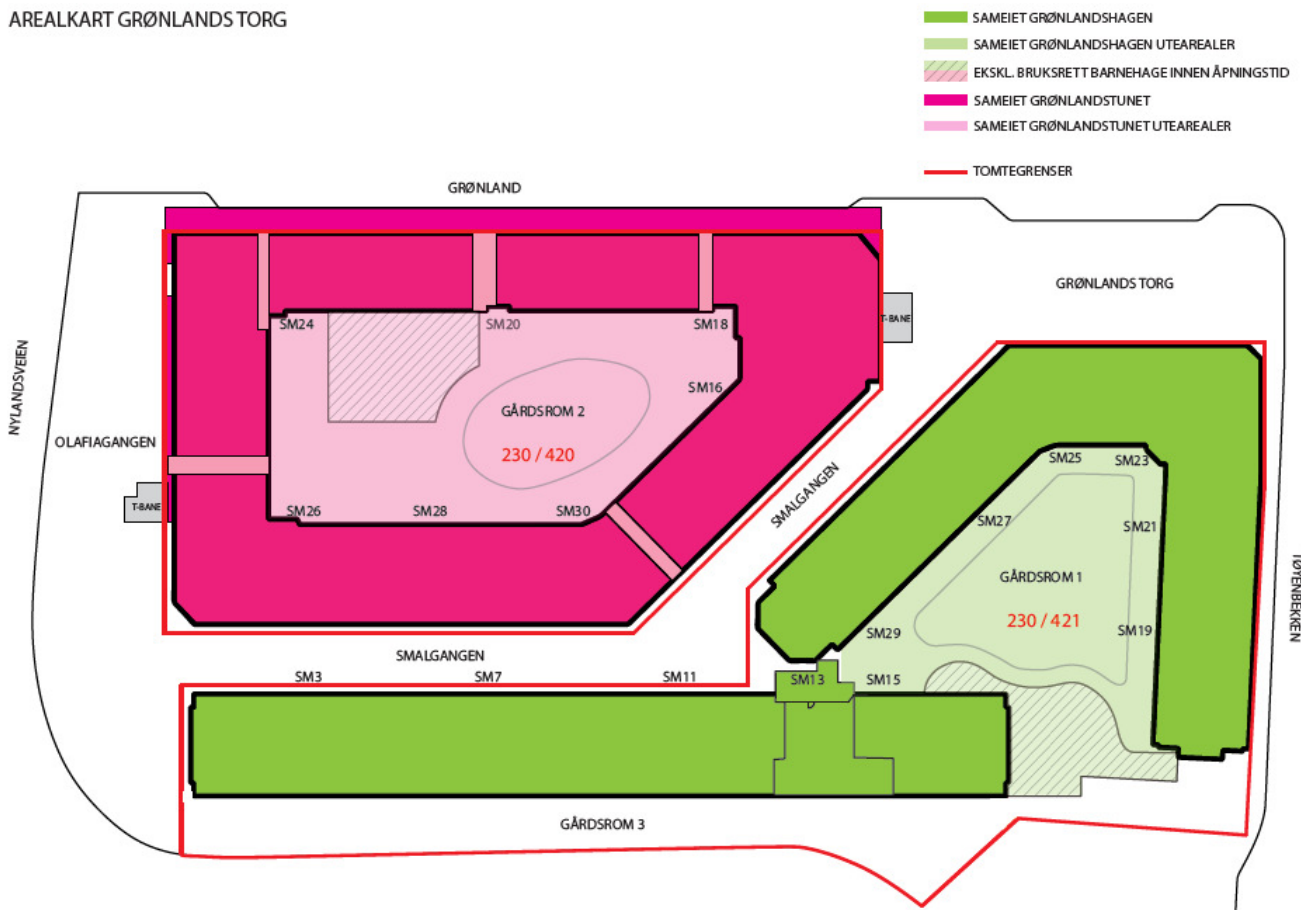 AREALKART GRØNLANDS TORG
SAMEIET GRØNLANDSHAGEN
SAMEIET GRØNLANDSHAGEN UTEAREALER
EKSKL. BRUKSRETT BARNEHAGE INNEN ÅPNINGSTID
SAMEIET GRØNLANDSTUNET
SAMEIET GRØNLANDSTUNET UTEAREALER
TOMTEGRENSER
GRØNLAND
GRØNLANDS TORG
T-BANE
SM24
SM20
SM18
SM16
NYLANDSVEIEN
GÅRDSROM 2
230 / 420
OLAFIAGANGEN
T-BANE
SM26
SM28
SM30
SMALGANGEN
SM25
SM23
SM27
SM21
GÅRDSROM 1
230 / 421
SM29
SM19
TØYENBEKKEN
SMALGANGEN
SM3
SM7
SM11
SM13
SM15
GÅRDSROM 3